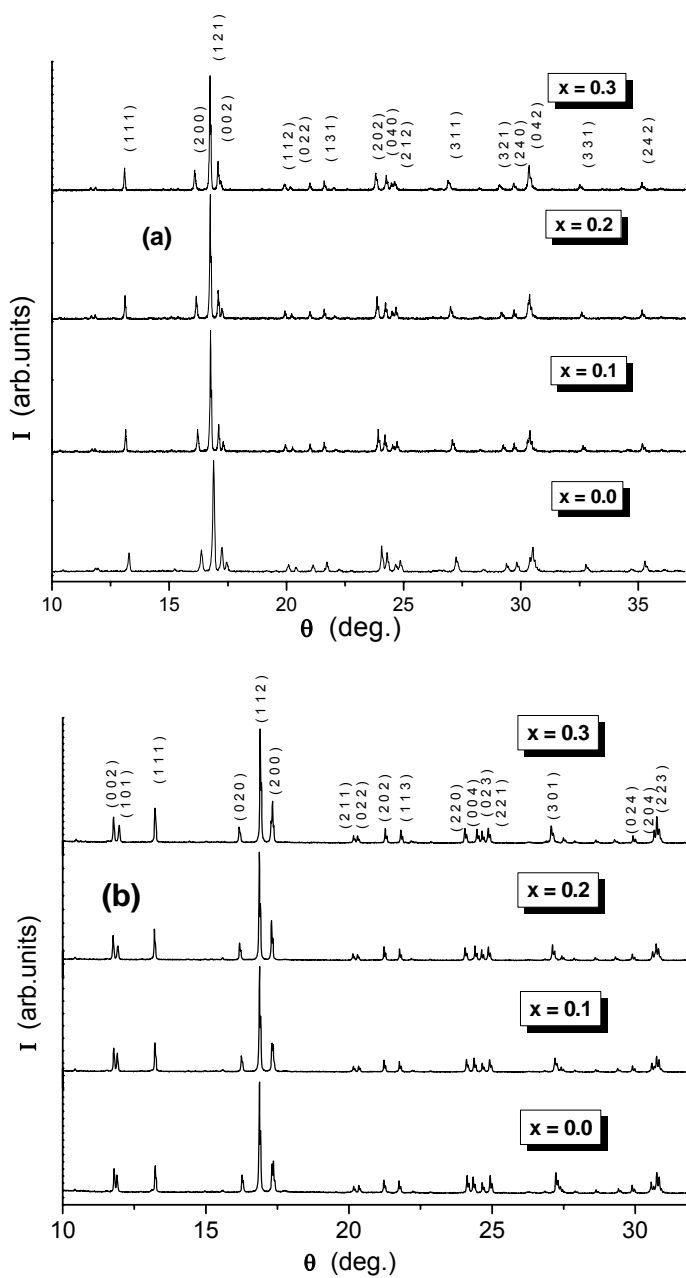 (121)
x = 0.3
(111)
(200)
(002)
(112)
(022)
(131)
(202)
(040)
(212)
(311)
(321)
(240)
(042)
(331)
(242)
(a)
x = 0.2
x = 0.1
x = 0.0
I (arb.units)
10 15 20 25 30 35
θ (deg.)
(112)
x = 0.3
(002)
(101)
(111)
(020)
(200)
(211)
(022)
(202)
(113)
(220)
(004)
(023)
(221)
(301)
(024)
(204)
(223)
(b)
x = 0.2
x = 0.1
x = 0.0
I (arb.units)
10 15 20 25 30
θ (deg.)